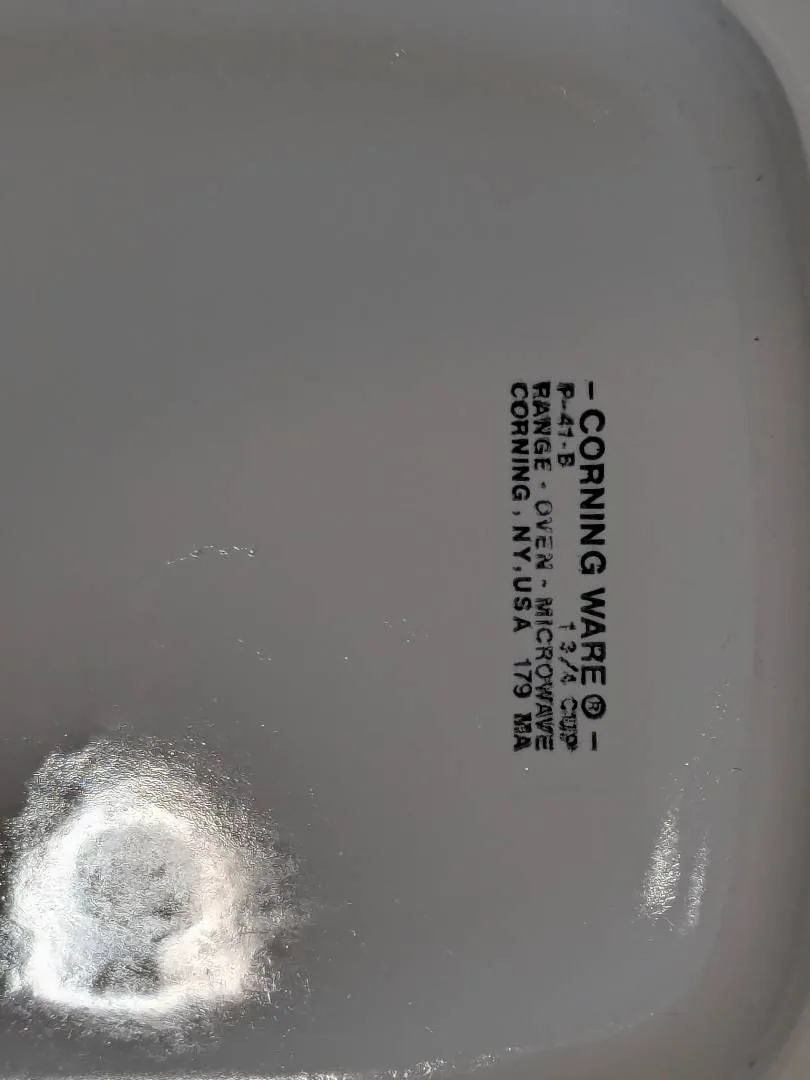 - CORNING WARE ® -
P-41-B 1 3/4 CUP
RANGE - OVEN - MICROWAVE
CORNING, NY, USA 179 MA